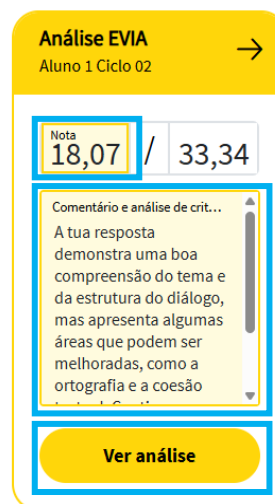 Análise EVIA
Aluno 1 Ciclo 02
Nota
18,07 / 33,34
Comentário e análise de crit...
A tua resposta
demonstra uma boa
compreensão do tema e
da estrutura do diálogo,
mas apresenta algumas
áreas que podem ser
melhoradas, como a
ortografia e a coesão
Ver análise